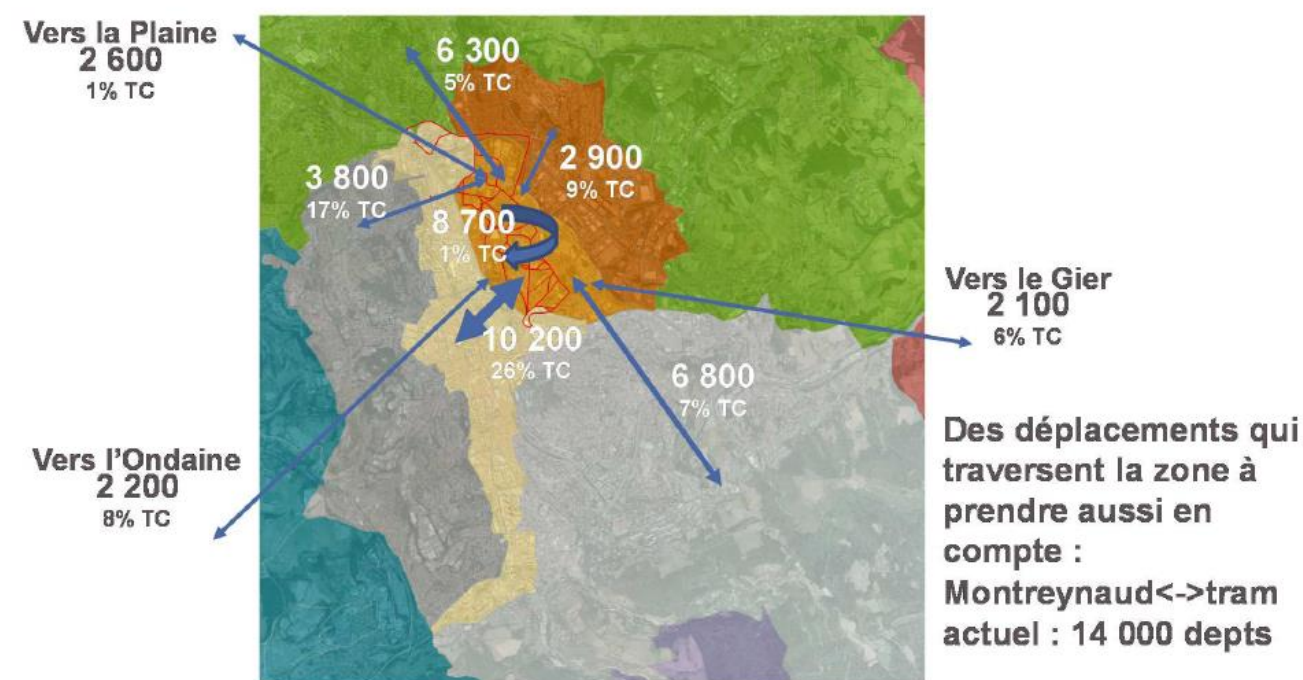 Vers la Plaine
2 600
1% TC
6 300
5% TC
2 900
9% TC
3 800
17% TC
8 700
1% TC
10 200
26% TC
6 800
7% TC
Vers le Gier
2 100
6% TC
Vers l'Ondaine
2 200
8% TC
Des déplacements qui
traversent la zone à
prendre aussi en
compte :
Montreynaud<->tram
actuel : 14 000 depts